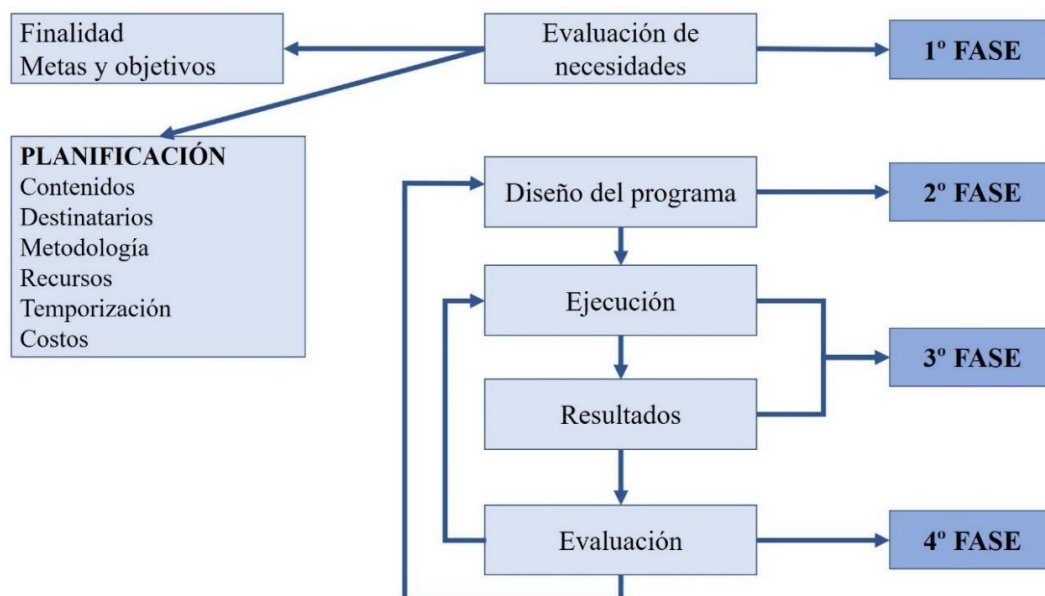 Finalidad
Metas y objetivos
Evaluación de
necesidades
1º FASE
PLANIFICACIÓN
Contenidos
Destinatarios
Metodología
Recursos
Temporización
Costos
Diseño del programa
2º FASE
Ejecución
3º FASE
Resultados
Evaluación
4º FASE